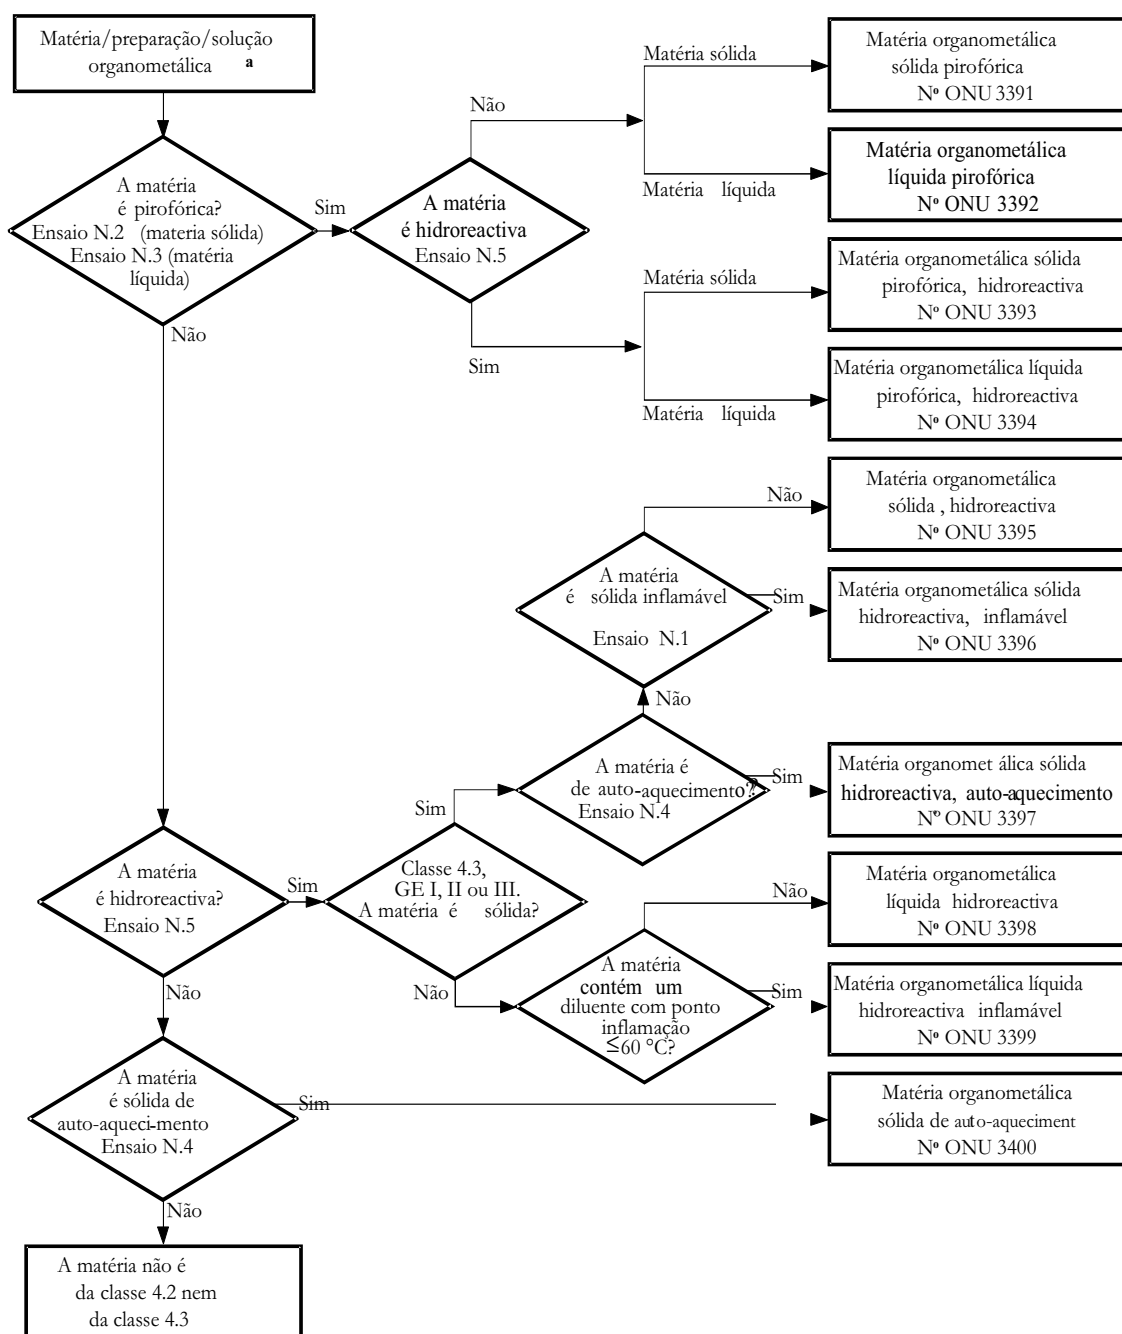 Matéria/preparação/solução
organometálica a
A matéria
é pirofórica?
Ensaio N.2 (materia sólida)
Ensaio N.3 (matéria
líquida)
Sim
Não
A matéria
é hidroreactiva
Ensaio N.5
Não
Sim
Matéria sólida
Matéria líquida
Matéria organometálica
sólida pirofórica
Nº ONU 3391
Matéria organometálica
líquida pirofórica
Nº ONU 3392
Matéria sólida
Matéria líquida
Matéria organometálica sólida
pirofórica, hidroreactiva
Nº ONU 3393
Matéria organometálica líquida
pirofórica, hidroreactiva
Nº ONU 3394
Não
Matéria organometálica
sólida , hidroreactiva
Nº ONU 3395
A matéria
é sólida inflamável
Ensaio N.1
Sim
Matéria organometálica sólida
hidroreactiva, inflamável
Nº ONU 3396
Não
A matéria é
de auto-aquecimento?
Ensaio N.4
Sim
Matéria organomet álica sólida
hidroreactiva, auto-aquecimento
Nº ONU 3397
Sim
A matéria
é hidroreactiva?
Ensaio N.5
Sim
Classe 4.3,
GE I, II ou III.
A matéria é sólida?
Não
Não
Matéria organometálica
líquida hidroreactiva
Nº ONU 3398
A matéria
contém um
diluente com ponto
inflamação
≤60 °C?
Sim
Matéria organometálica líquida
hidroreactiva inflamável
Nº ONU 3399
Não
A matéria
é sólida de
auto-aqueci-mento
Ensaio N.4
Sim
Matéria organometálica
sólida de auto-aqueciment
Nº ONU 3400
Não
A matéria não é
da classe 4.2 nem
da classe 4.3